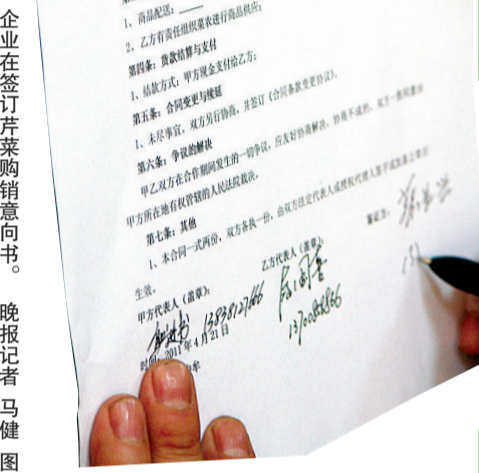 企业在签订芹菜购销意向书。 晚报记者 马健 图
1、商品配送：
2、乙方有责任组织菜农进行商品供应；
第四条：货款结算与支付
1、结款方式：甲方现金支付给乙方；
第五条：合同变更与续延
1、未尽事宜，双方另行协商，并签订《合同条款变更协议》。
第六条：争议的解决
甲乙双方在合作期间发生的一切争议，应友好协商解决，协商不成的，
甲方所在地有权管辖的人民法院裁决。
第七条：其他
1、本合同一式两份，双方各执一份，由双方法定代表人或授权代理人签字或加盖公章后
生效。
甲方代表人（盖章）： 乙方代表人（盖章）：
13838127166
时间：2011年4月21日